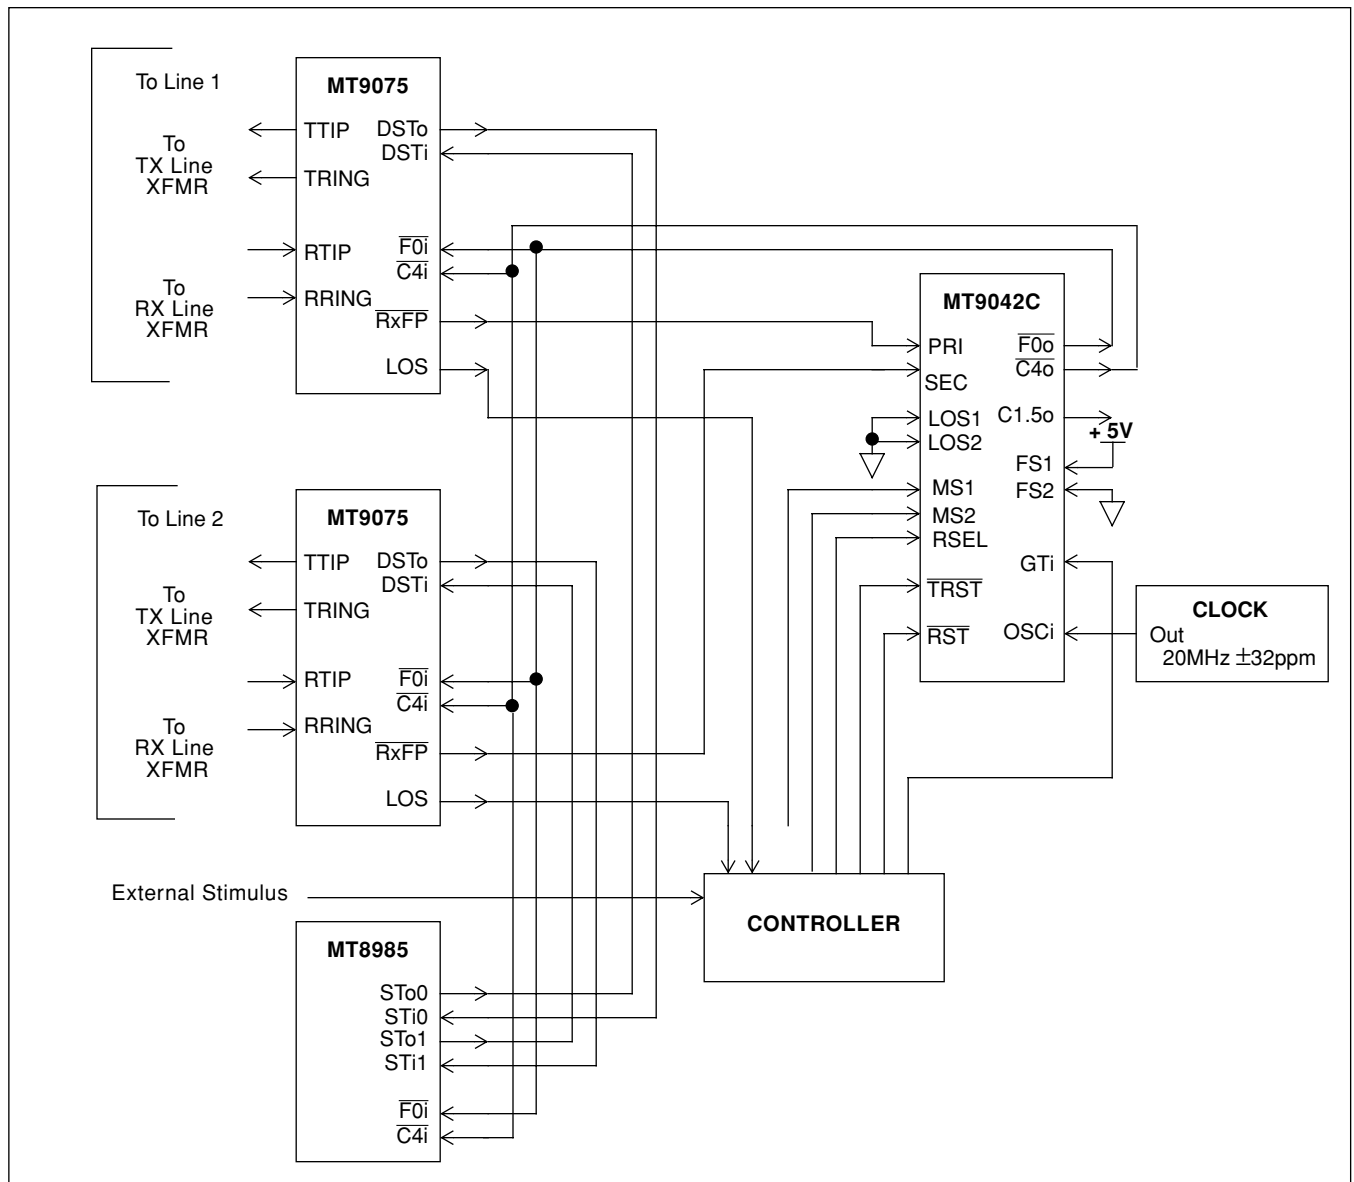 To Line 1
To
TX Line
XFMR
To
RX Line
XFMR
MT9075
TTIP
TRING
RTIP
RRING
DSTo
DSTi
F0i
C4i
RxFP
LOS
To Line 2
To
TX Line
XFMR
To
RX Line
XFMR
MT9075
TTIP
TRING
RTIP
RRING
DSTo
DSTi
F0i
C4i
RxFP
LOS
MT9042C
PRI
SEC
LOS1
LOS2
MS1
MS2
RSEL
TRST
RST
F0o
C4o
C1.5o
+ 5V
FS1
FS2
GTi
OSCi
CLOCK
Out
20MHz ±32ppm
External Stimulus
CONTROLLER
MT8985
STo0
STi0
STo1
STi1
F0i
C4i